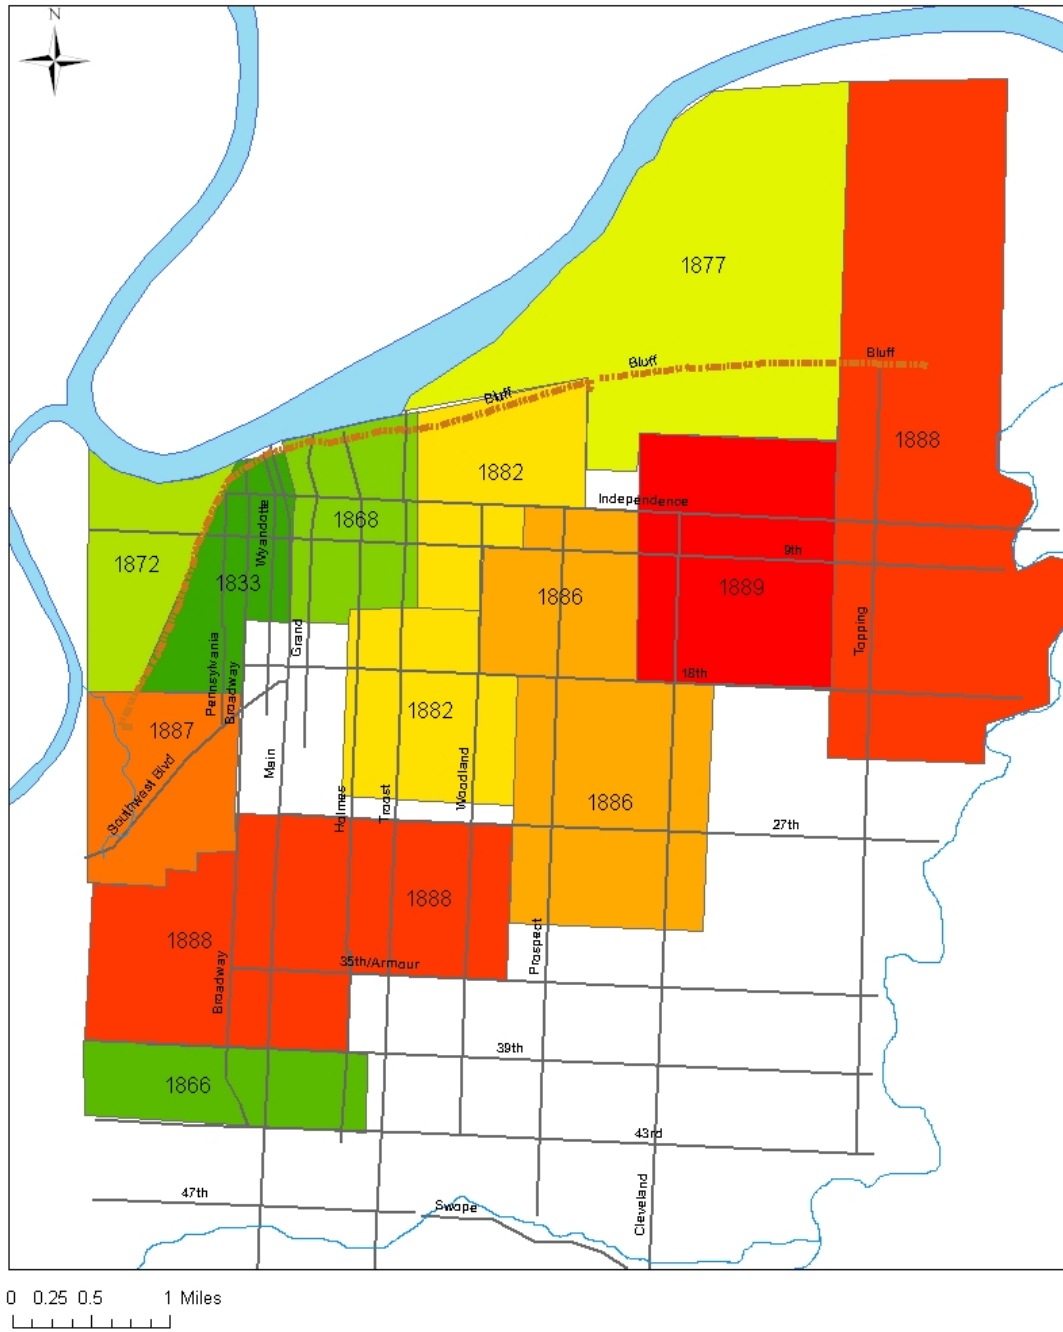 N
1877
Bluff
Bluff
Bluff
1888
1882
Independence
Wyandotte
1868
9th
1872
1833
1886
1889
Topping
Grand
Pennsylvania
Broadway
18th
1887
1882
Main
Southwest Blvd
Holmes
Troost
Woodland
1886
27th
1888
1888
Prospect
35th/Armour
Broadway
39th
1866
43rd
47th
Swope
Cleveland
0 0.25 0.5 1 Miles